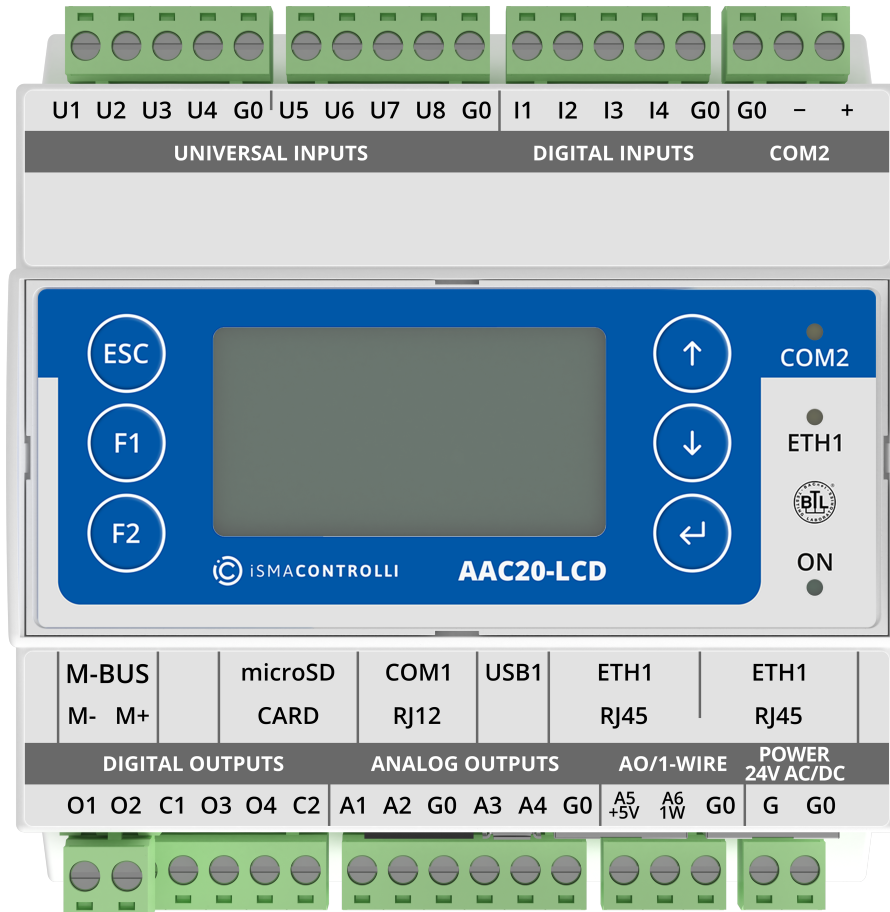 U1 U2 U3 U4 G0 U5 U6 U7 U8 G0 I1 I2 I3 I4 G0 G0 − +
UNIVERSAL INPUTS DIGITAL INPUTS COM2
ESC
F1
F2
↑
↓
↵
COM2
ETH1
BTL
ON
iSMACONTROLLI AAC20-LCD
M-BUS microSD COM1 USB1 ETH1 ETH1
M- M+ CARD RJ12 RJ45 RJ45
DIGITAL OUTPUTS ANALOG OUTPUTS AO/1-WIRE POWER
24V AC/DC
O1 O2 C1 O3 O4 C2 A1 A2 G0 A3 A4 G0 A5 A6 G0 G G0
+5V 1W